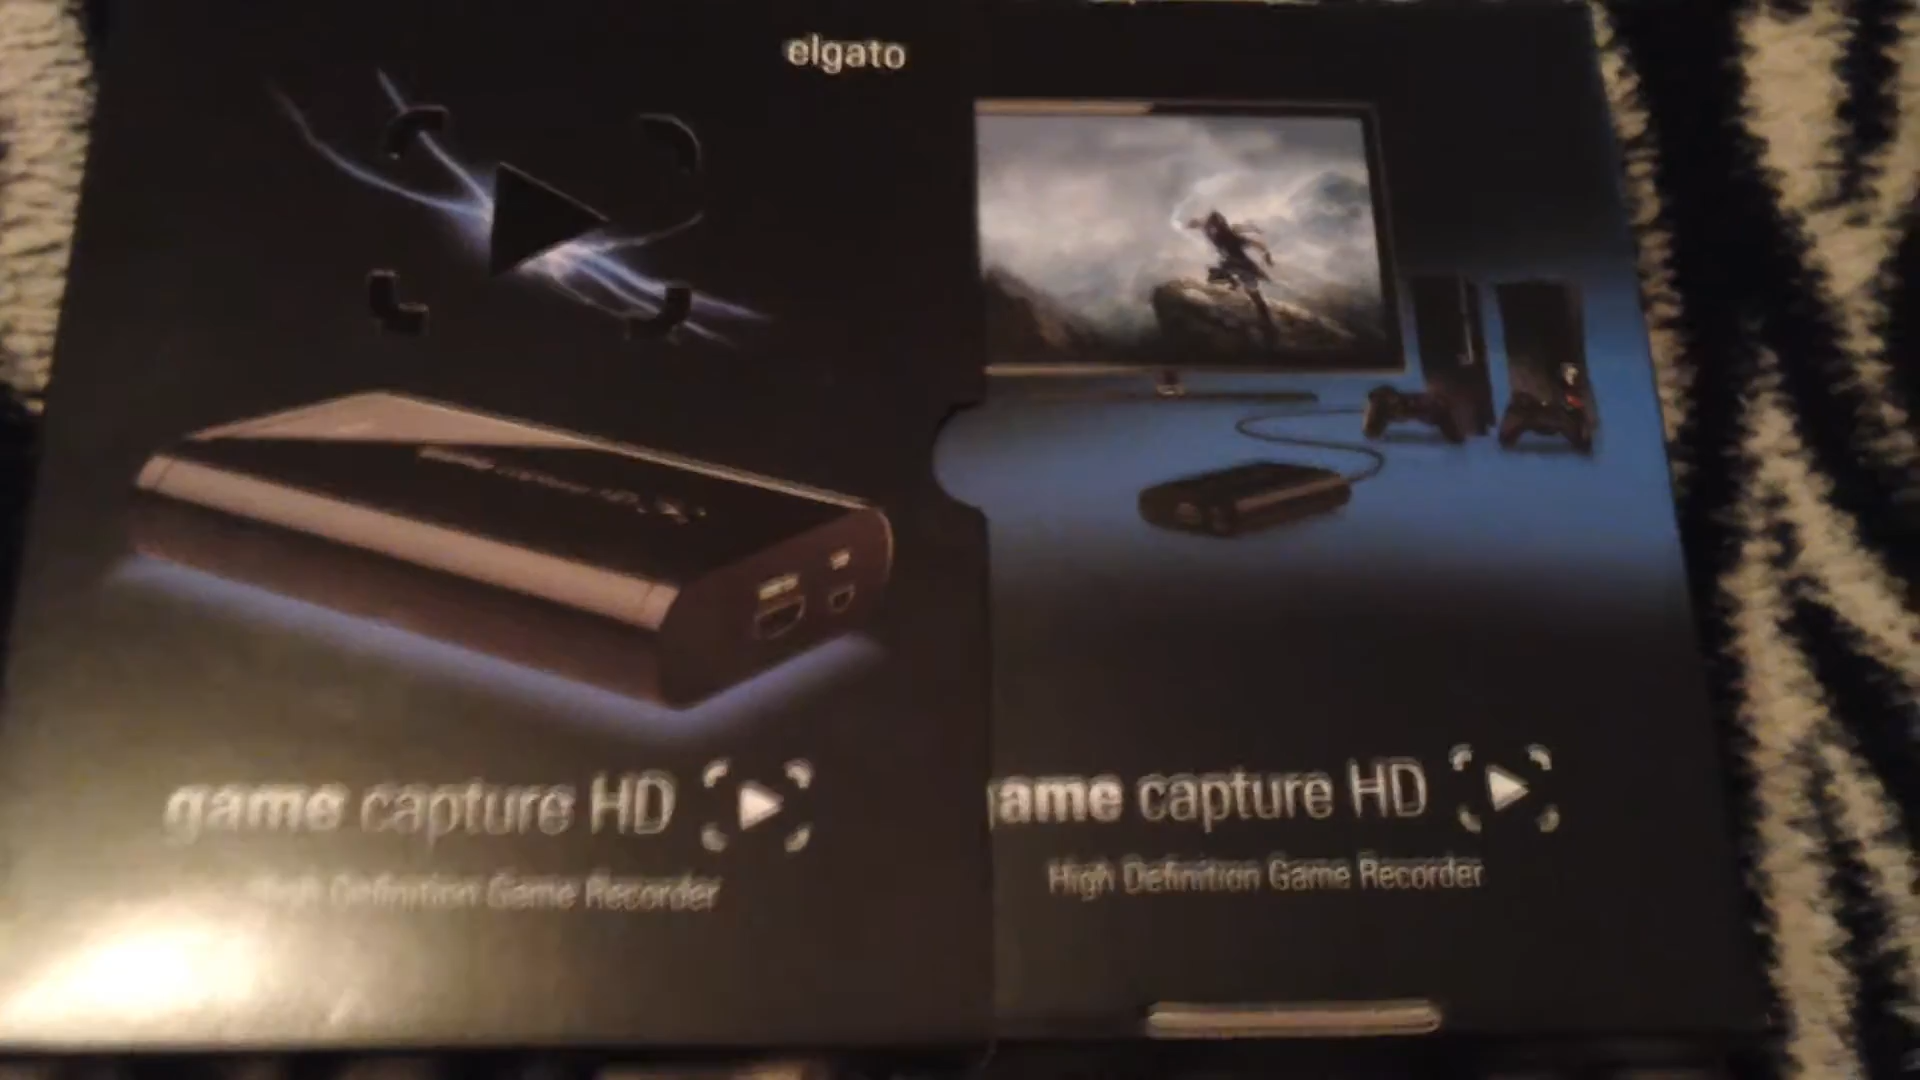 elgato
game capture HD
High Definition Game Recorder
ame capture HD
High Definition Game Recorder